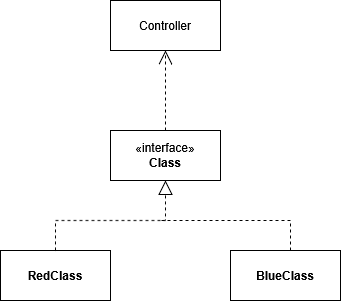 Controller
«interface»
Class
RedClass
BlueClass